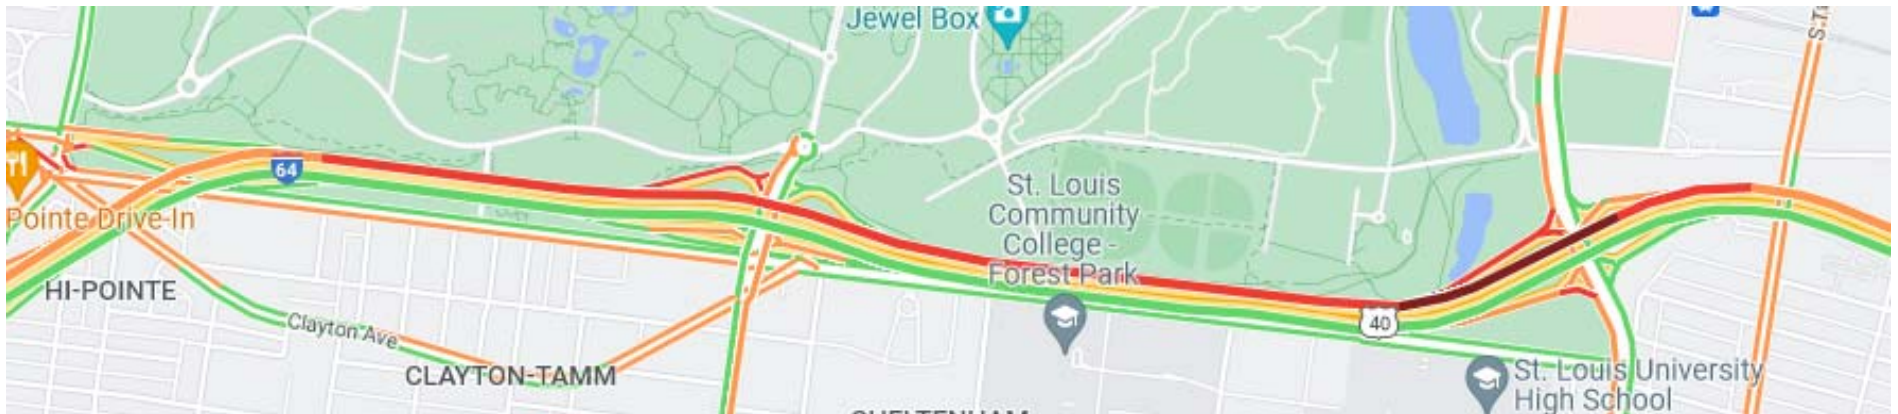 Jewel Box
64
Pointe Drive-In
St. Louis
Community
College -
Forest Park
HI-POINTE
Clayton Ave
40
CLAYTON-TAMM
St. Louis University
High School